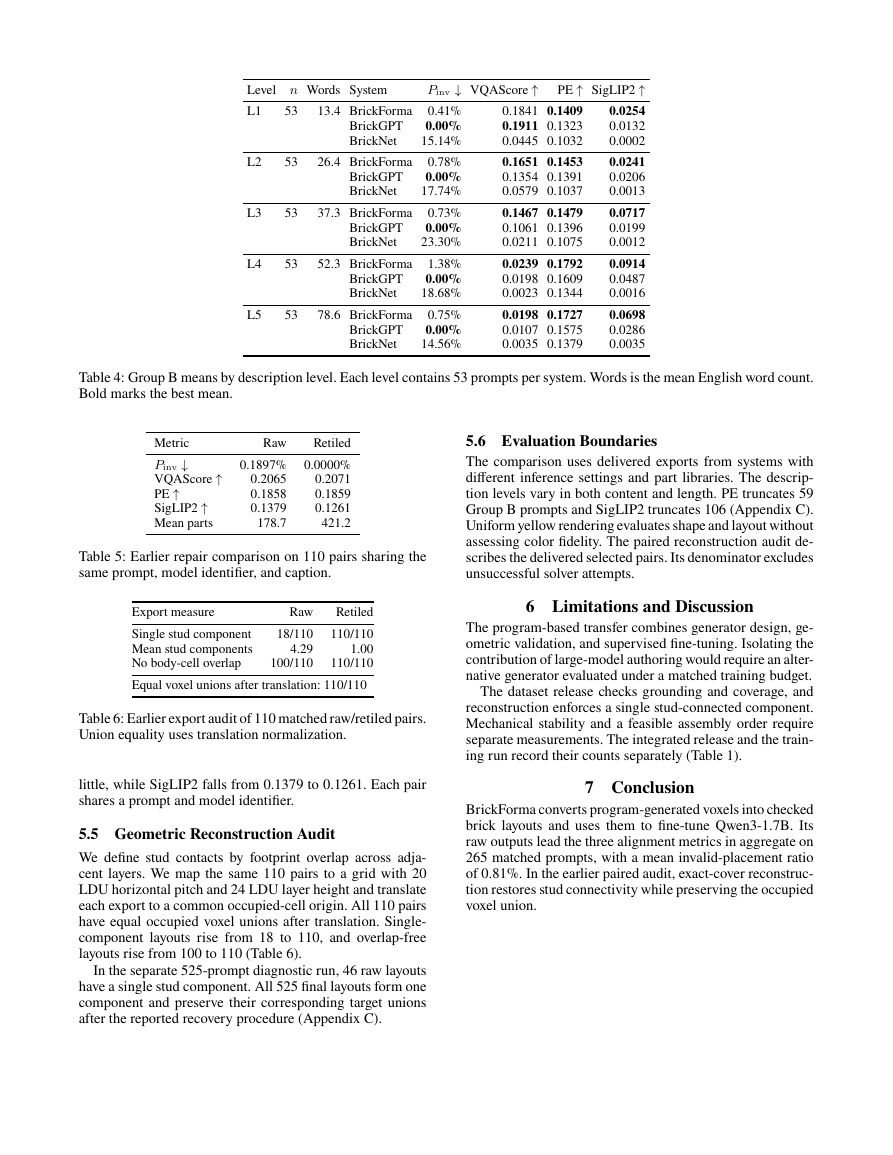 Level n Words System Pinv ↓ VQAScore ↑ PE ↑ SigLIP2 ↑
L1 53 13.4 BrickForma 0.41% 0.1841 0.1409 0.0254
BrickGPT 0.00% 0.1911 0.1323 0.0132
BrickNet 15.14% 0.0445 0.1032 0.0002
L2 53 26.4 BrickForma 0.78% 0.1651 0.1453 0.0241
BrickGPT 0.00% 0.1354 0.1391 0.0206
BrickNet 17.74% 0.0579 0.1037 0.0013
L3 53 37.3 BrickForma 0.73% 0.1467 0.1479 0.0717
BrickGPT 0.00% 0.1061 0.1396 0.0199
BrickNet 23.30% 0.0211 0.1075 0.0012
L4 53 52.3 BrickForma 1.38% 0.0239 0.1792 0.0914
BrickGPT 0.00% 0.0198 0.1609 0.0487
BrickNet 18.68% 0.0023 0.1344 0.0016
L5 53 78.6 BrickForma 0.75% 0.0198 0.1727 0.0698
BrickGPT 0.00% 0.0107 0.1575 0.0286
BrickNet 14.56% 0.0035 0.1379 0.0035
Table 4: Group B means by description level. Each level contains 53 prompts per system. Words is the mean English word count.
Bold marks the best mean.
Metric Raw Retiled
Pinv ↓ 0.1897% 0.0000%
VQAScore ↑ 0.2065 0.2071
PE ↑ 0.1858 0.1859
SigLIP2 ↑ 0.1379 0.1261
Mean parts 178.7 421.2
Table 5: Earlier repair comparison on 110 pairs sharing the
same prompt, model identifier, and caption.
Export measure Raw Retiled
Single stud component 18/110 110/110
Mean stud components 4.29 1.00
No body-cell overlap 100/110 110/110
Equal voxel unions after translation: 110/110
Table 6: Earlier export audit of 110 matched raw/retiled pairs.
Union equality uses translation normalization.
little, while SigLIP2 falls from 0.1379 to 0.1261. Each pair
shares a prompt and model identifier.
5.5 Geometric Reconstruction Audit
We define stud contacts by footprint overlap across adja-
cent layers. We map the same 110 pairs to a grid with 20
LDU horizontal pitch and 24 LDU layer height and translate
each export to a common occupied-cell origin. All 110 pairs
have equal occupied voxel unions after translation. Single-
component layouts rise from 18 to 110, and overlap-free
layouts rise from 100 to 110 (Table 6).
In the separate 525-prompt diagnostic run, 46 raw layouts
have a single stud component. All 525 final layouts form one
component and preserve their corresponding target unions
after the reported recovery procedure (Appendix C).
5.6 Evaluation Boundaries
The comparison uses delivered exports from systems with
different inference settings and part libraries. The descrip-
tion levels vary in both content and length. PE truncates 59
Group B prompts and SigLIP2 truncates 106 (Appendix C).
Uniform yellow rendering evaluates shape and layout without
assessing color fidelity. The paired reconstruction audit de-
scribes the delivered selected pairs. Its denominator excludes
unsuccessful solver attempts.
6 Limitations and Discussion
The program-based transfer combines generator design, ge-
ometric validation, and supervised fine-tuning. Isolating the
contribution of large-model authoring would require an alter-
native generator evaluated under a matched training budget.
The dataset release checks grounding and coverage, and
reconstruction enforces a single stud-connected component.
Mechanical stability and a feasible assembly order require
separate measurements. The integrated release and the train-
ing run record their counts separately (Table 1).
7 Conclusion
BrickForma converts program-generated voxels into checked
brick layouts and uses them to fine-tune Qwen3-1.7B. Its
raw outputs lead the three alignment metrics in aggregate on
265 matched prompts, with a mean invalid-placement ratio
of 0.81%. In the earlier paired audit, exact-cover reconstruc-
tion restores stud connectivity while preserving the occupied
voxel union.